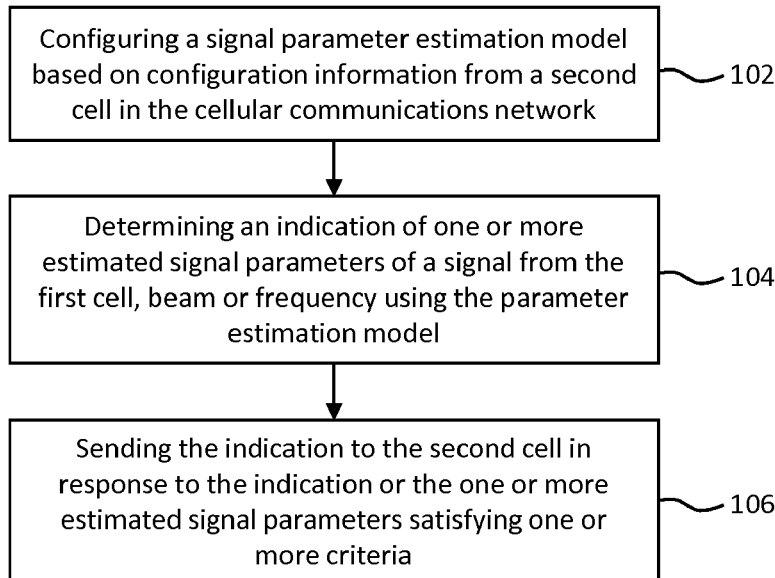 Configuring a signal parameter estimation model
based on configuration information from a second
cell in the cellular communications network
102
Determining an indication of one or more
estimated signal parameters of a signal from the
first cell, beam or frequency using the parameter
estimation model
104
Sending the indication to the second cell in
response to the indication or the one or more
estimated signal parameters satisfying one or
more criteria
106